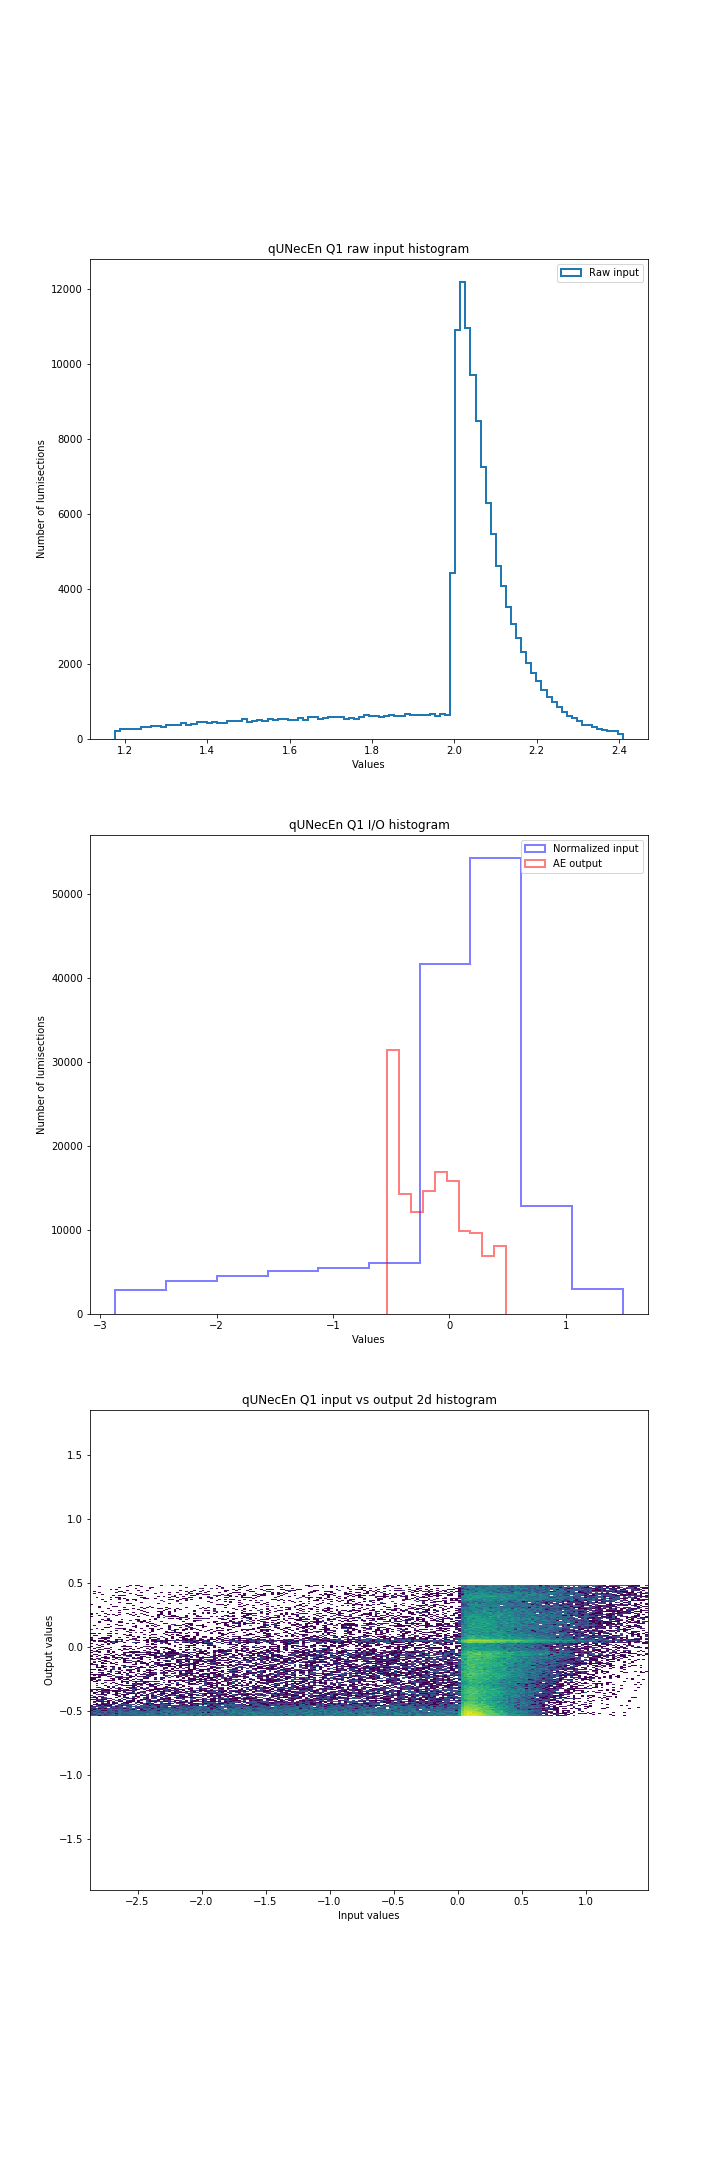 qUNecEn Q1 raw input histogram
Raw input
12000
10000
8000
6000
4000
2000
0
Number of lumisections
1.2 1.4 1.6 1.8 2.0 2.2 2.4
Values
qUNecEn Q1 I/O histogram
Normalized input
AE output
50000
40000
30000
20000
10000
0
Number of lumisections
−3 −2 −1 0 1
Values
qUNecEn Q1 input vs output 2d histogram
1.5
1.0
0.5
0.0
−0.5
−1.0
−1.5
Output values
−2.5 −2.0 −1.5 −1.0 −0.5 0.0 0.5 1.0
Input values